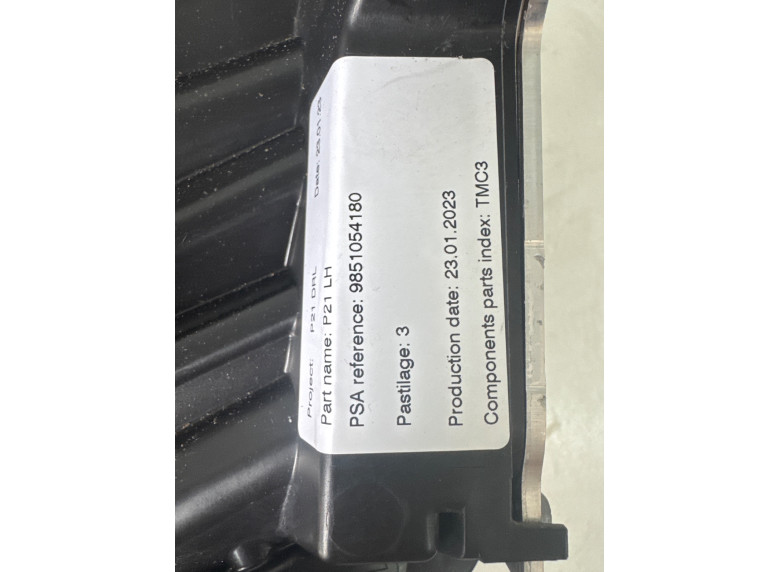 Project: P21 DRL Date: 23.01.23
Part name: P21 LH
PSA reference: 9851054180
Pastilage: 3
Production date: 23.01.2023
Components parts index: TMC3